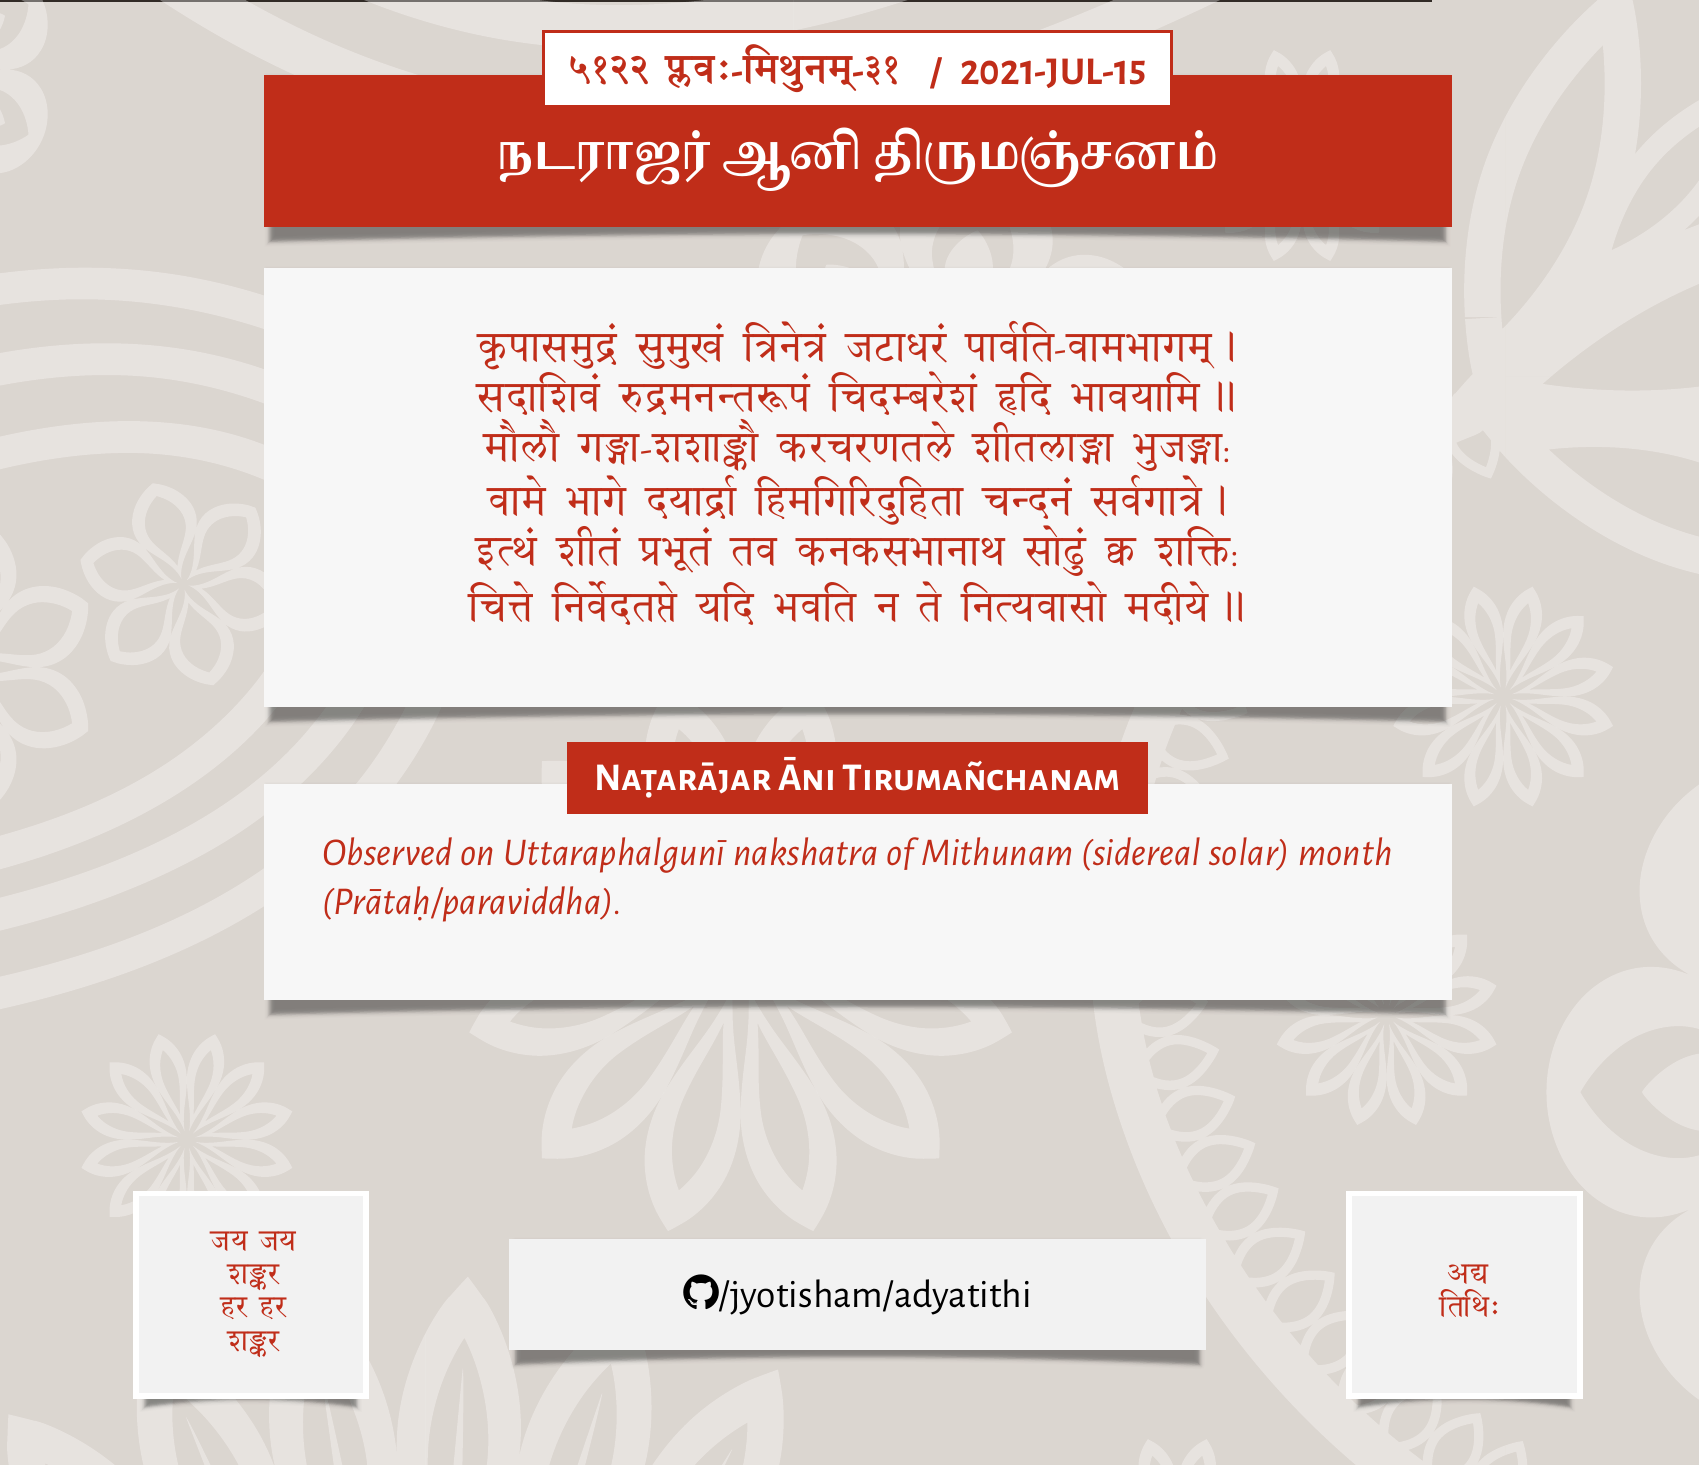 ५१२२ प्लवः-मिथुनम्-३१ / 2021-JUL-15
நடராஜர் ஆனி திருமஞ்சனம்
कृपासमुद्रं सुमुखं त्रिनेत्रं जटाधरं पार्वति-वामभागम् ।
सदाशिवं रुद्रमनन्तरूपं चिदम्बरेशं हृदि भावयामि ॥
मौलौ गङ्गा-शशाङ्कौ करचरणतले शीतलाङ्गा भुजङ्गाः
वामे भागे दयार्द्रा हिमगिरिदुहिता चन्दनं सर्वगात्रे ।
इत्थं शीतं प्रभूतं तव कनकसभानाथ सोढुं क्व शक्तिः
चित्ते निर्वेदतप्ते यदि भवति न ते नित्यवासो मदीये ॥
Naṭarājar Āni Tirumañchanam
Observed on Uttaraphalgunī nakshatra of Mithunam (sidereal solar) month
(Prātaḥ/paraviddha).
जय जय
शङ्कर
हर हर
शङ्कर
/jyotisham/adyatithi
अद्य
तिथिः